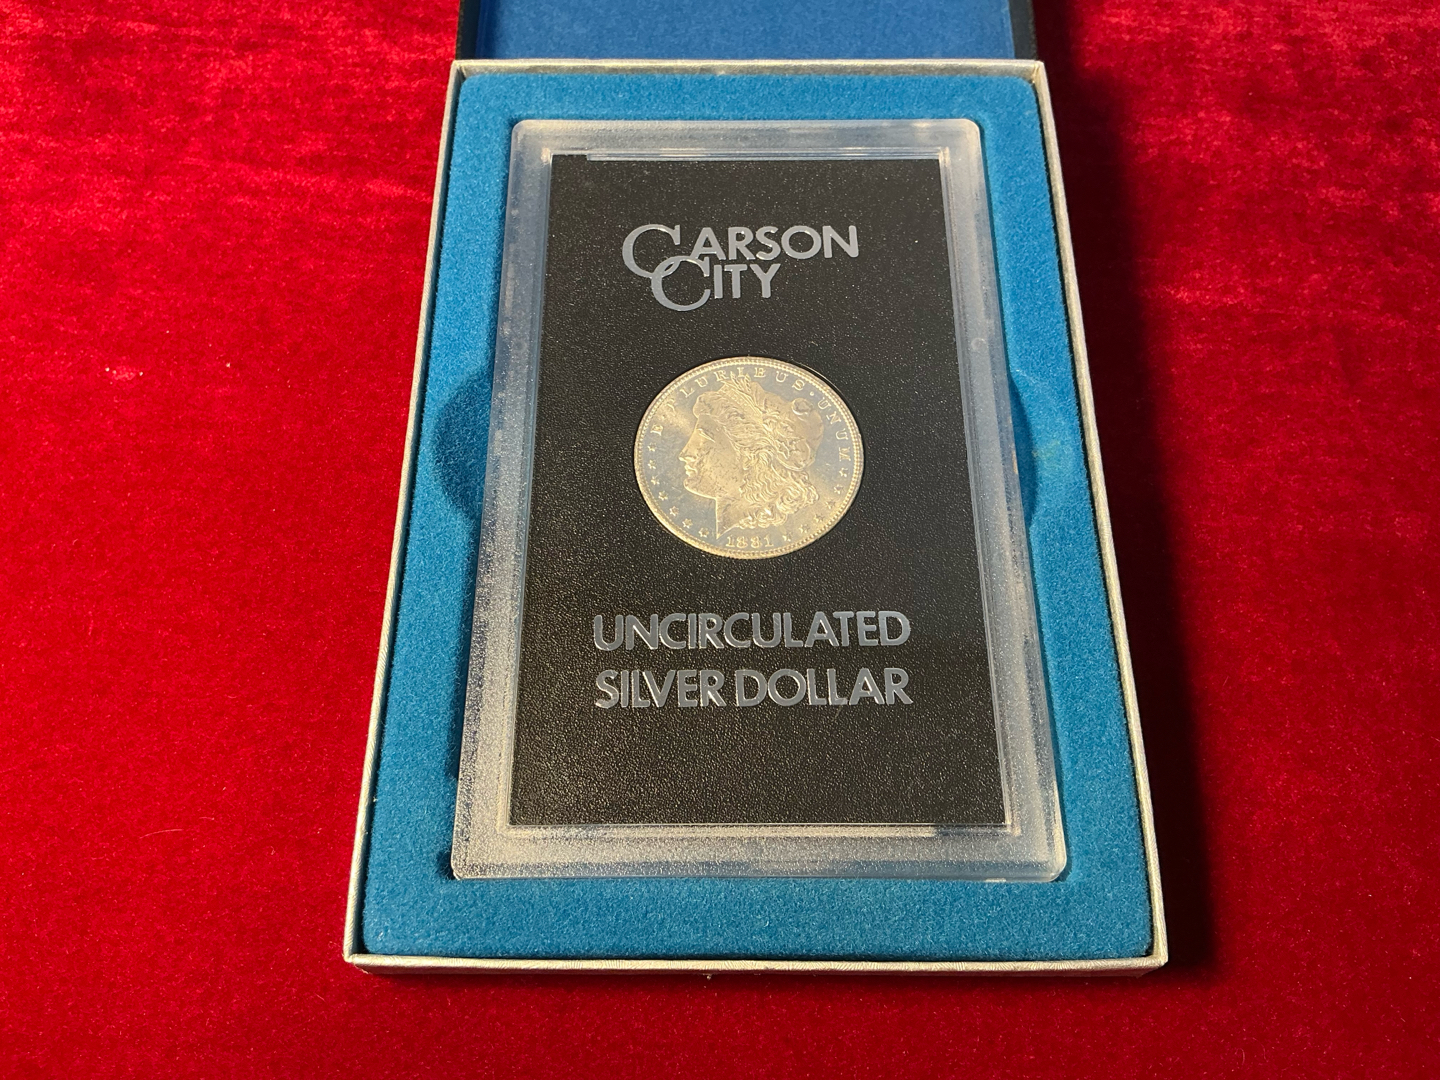 CARSON
CITY
E PLURIBUS UNUM
1881
UNCIRCULATED
SILVER DOLLAR